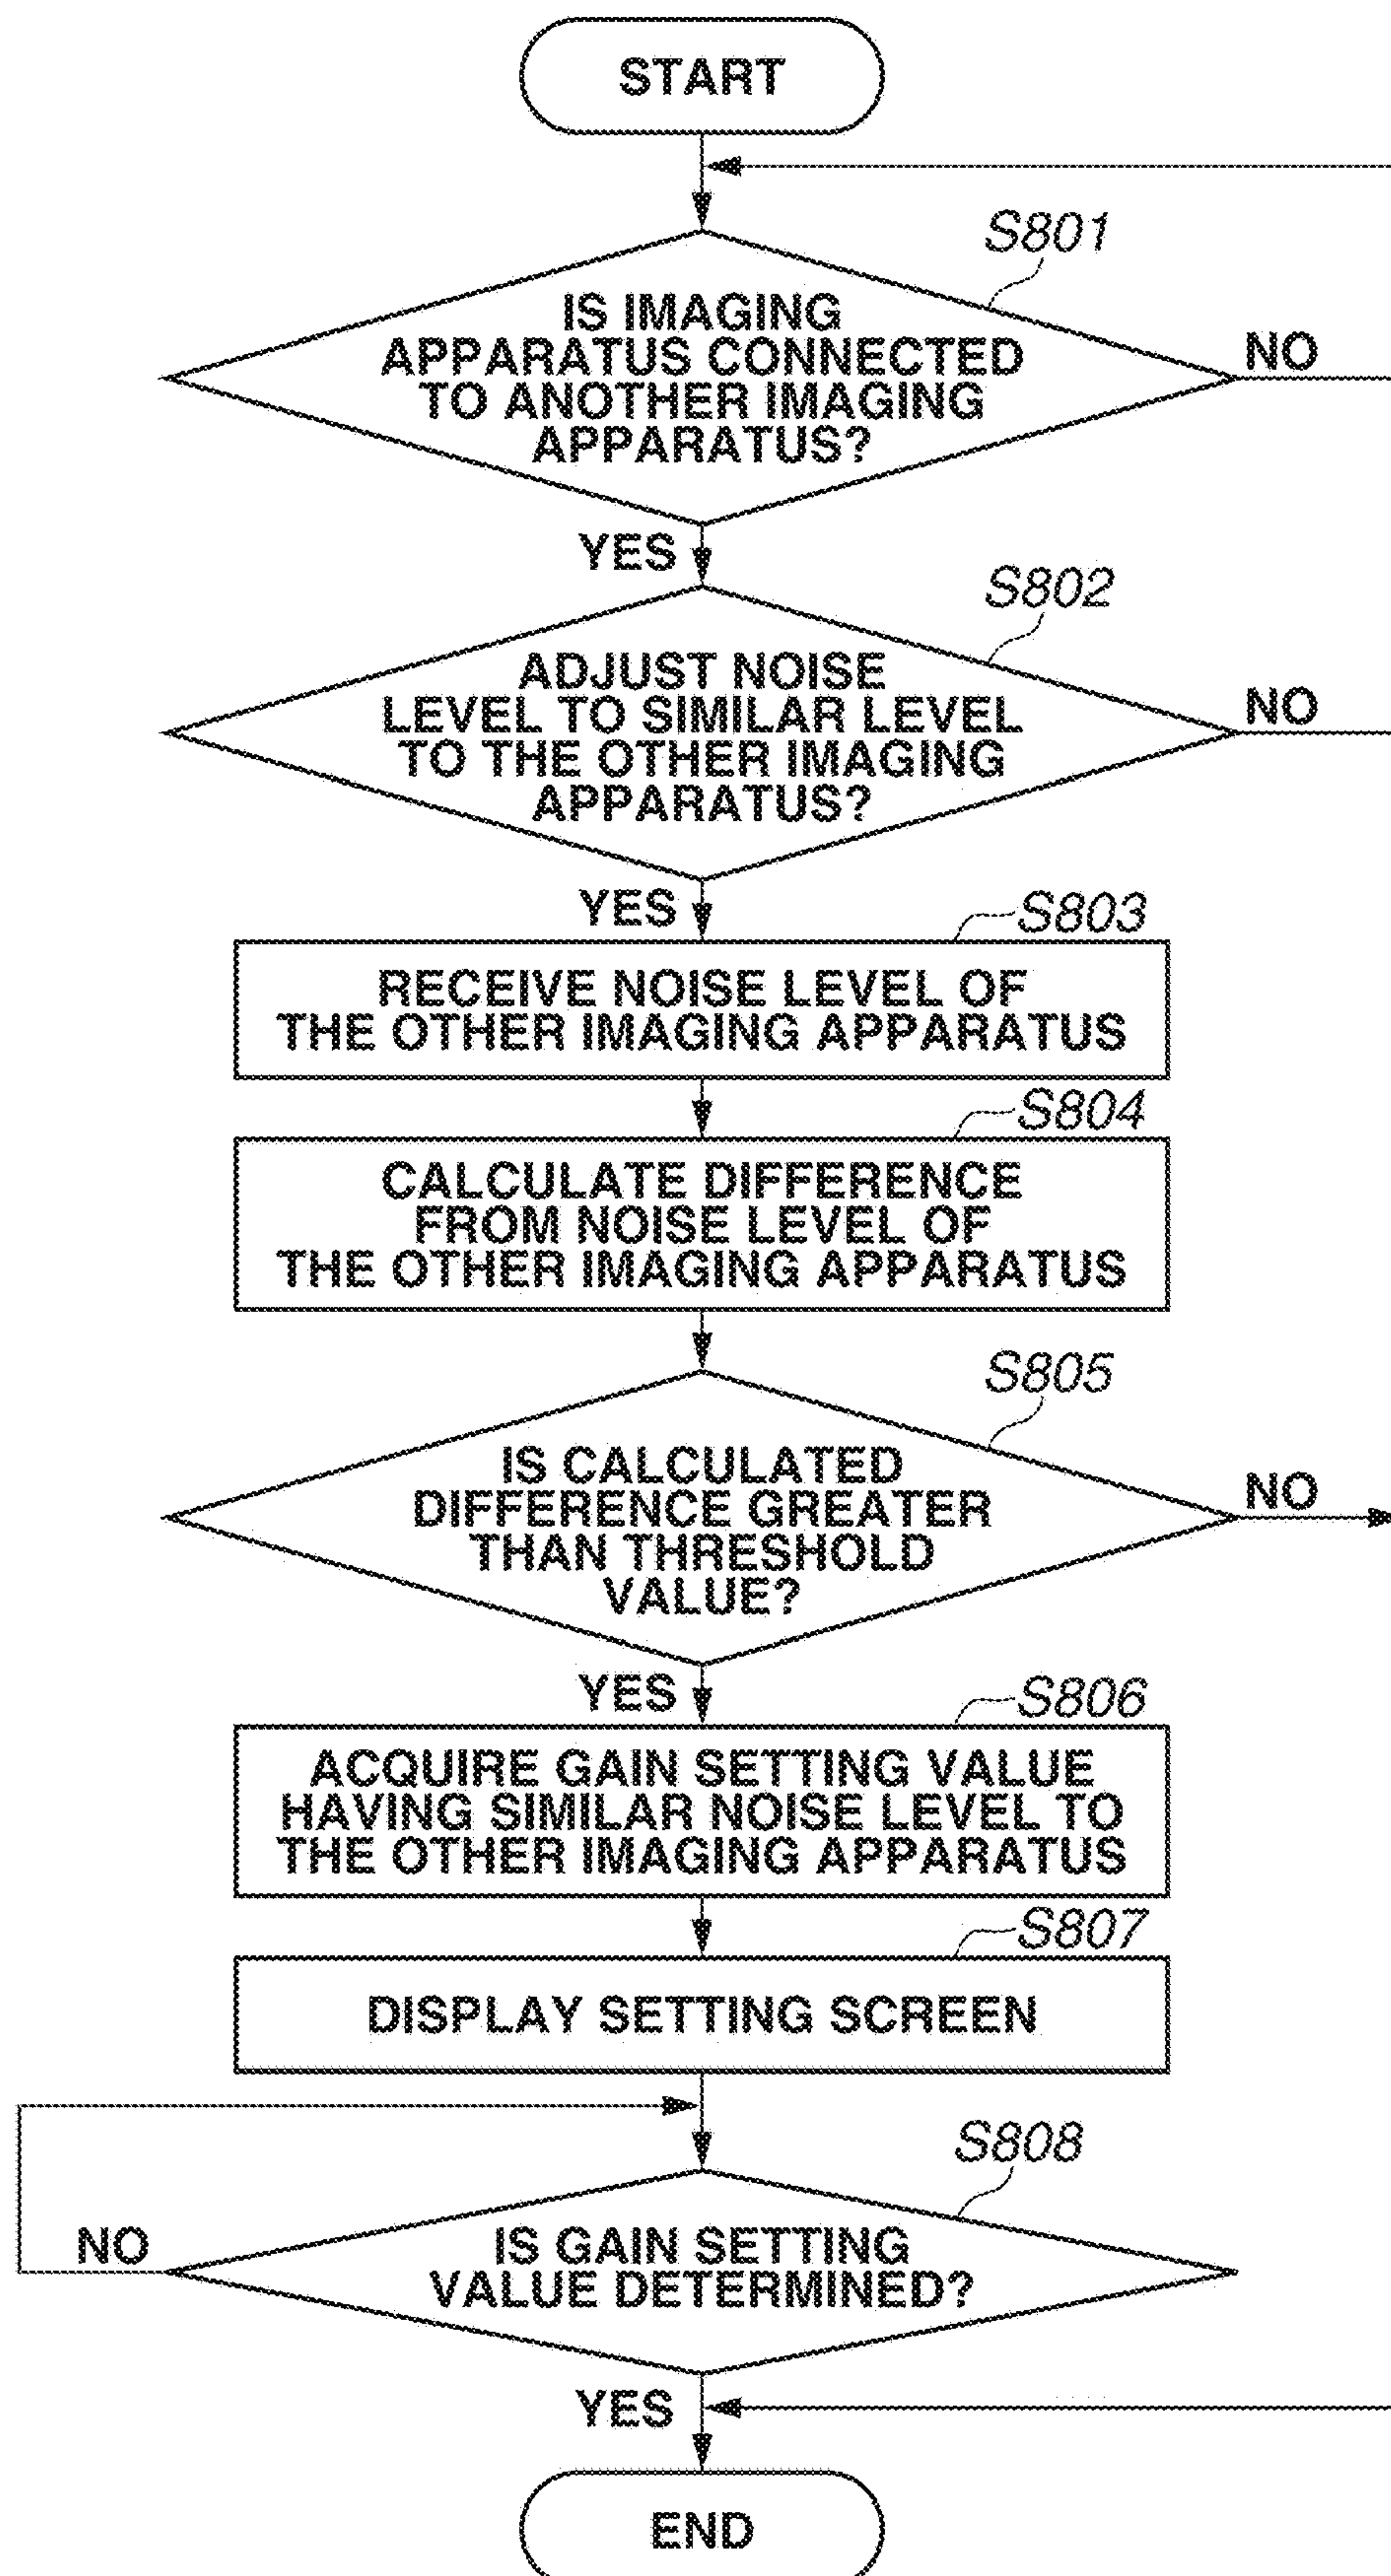 START
S801
IS IMAGING
APPARATUS CONNECTED
TO ANOTHER IMAGING
APPARATUS?
NO
YES
S802
ADJUST NOISE
LEVEL TO SIMILAR LEVEL
TO THE OTHER IMAGING
APPARATUS?
NO
YES
S803
RECEIVE NOISE LEVEL OF
THE OTHER IMAGING APPARATUS
S804
CALCULATE DIFFERENCE
FROM NOISE LEVEL OF
THE OTHER IMAGING APPARATUS
S805
IS CALCULATED
DIFFERENCE GREATER
THAN THRESHOLD
VALUE?
NO
YES
S806
ACQUIRE GAIN SETTING VALUE
HAVING SIMILAR NOISE LEVEL TO
THE OTHER IMAGING APPARATUS
S807
DISPLAY SETTING SCREEN
S808
IS GAIN SETTING
VALUE DETERMINED?
NO
YES
END